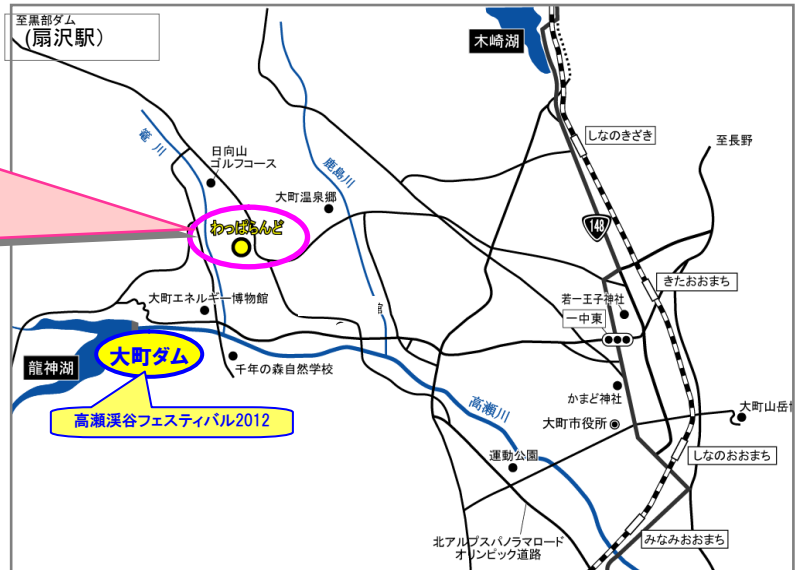 至黒部ダム
(扇沢駅)
木崎湖
しなのきざき
至長野
篭川
日向山
ゴルフコース
鹿島川
大町温泉郷
わっぱらんど
148
きたおおまち
大町エネルギー博物館
若一王子神社
一中東
大町ダム
龍神湖
千年の森自然学校
かまど神社
高瀬渓谷フェスティバル2012
高瀬川
大町市役所
大町山岳
しなのおおまち
運動公園
北アルプスパノラマロード
オリンピック道路
みなみおおまち